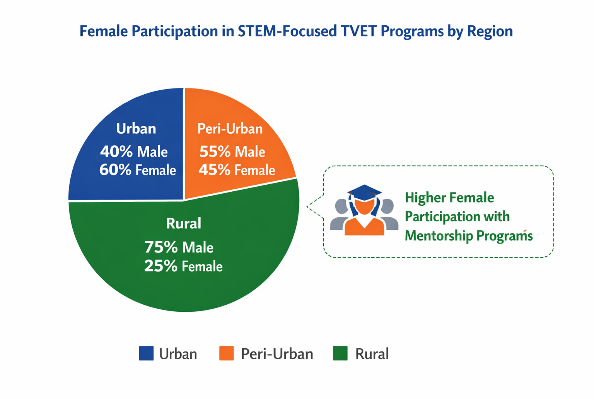 Female Participation in STEM-Focused TVET Programs by Region
Urban
40% Male
60% Female
Peri-Urban
55% Male
45% Female
Rural
75% Male
25% Female
Higher Female
Participation with
Mentorship Programs
Urban
Peri-Urban
Rural